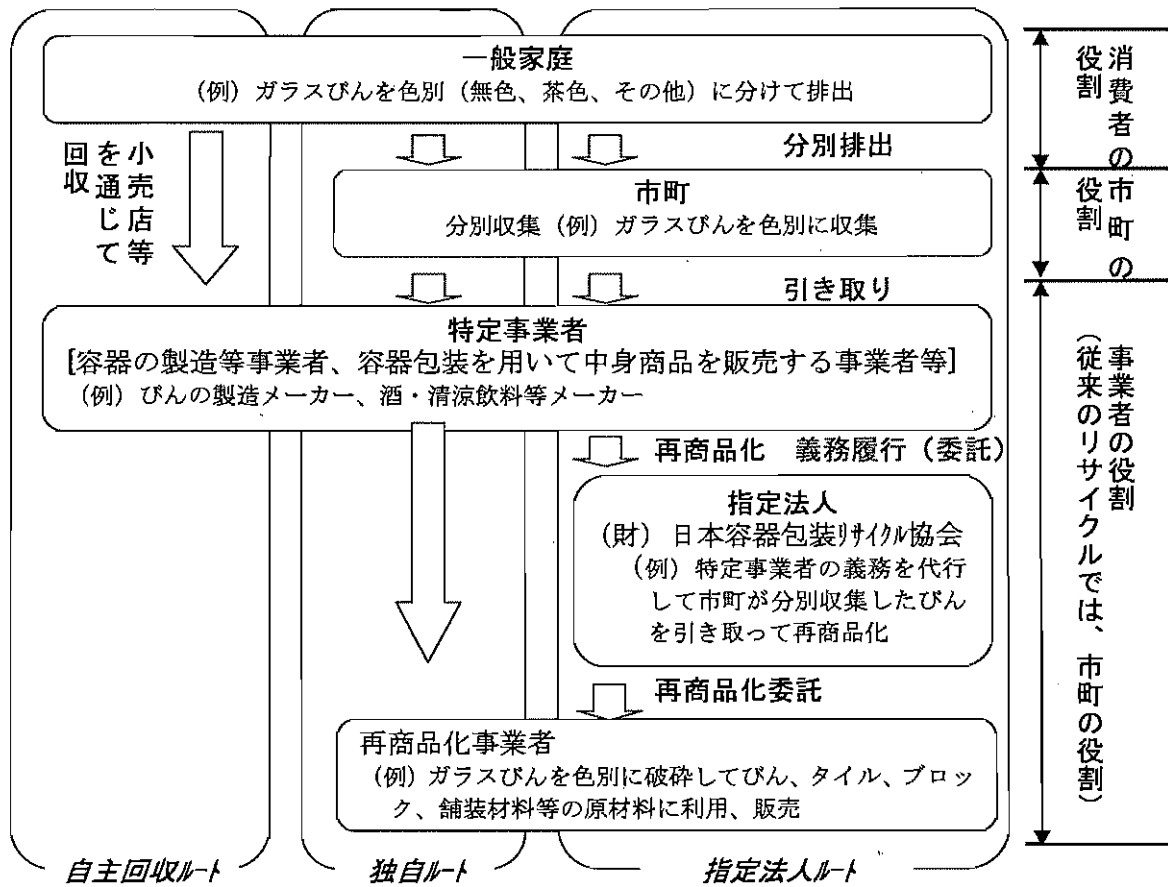 一般家庭
(例) ガラスびんを色別 (無色、茶色、その他) に分けて排出
小売店等
を通じて
回収
分別排出
市町
分別収集 (例) ガラスびんを色別に収集
引き取り
特定事業者
[容器の製造等事業者、容器包装を用いて中身商品を販売する事業者等]
(例) びんの製造メーカー、酒・清涼飲料等メーカー
再商品化 義務履行 (委託)
指定法人
(財) 日本容器包装ﾘｻｲｸﾙ協会
(例) 特定事業者の義務を代行
して市町が分別収集したびん
を引き取って再商品化
再商品化委託
再商品化事業者
(例) ガラスびんを色別に破砕してびん、タイル、ブロッ
ク、舗装材料等の原材料に利用、販売
自主回収ﾙｰﾄ
独自ﾙｰﾄ
指定法人ﾙｰﾄ
消費者の
役割
市町の
役割
事業者の役割
(従来のリサイクルでは、市町の役割)